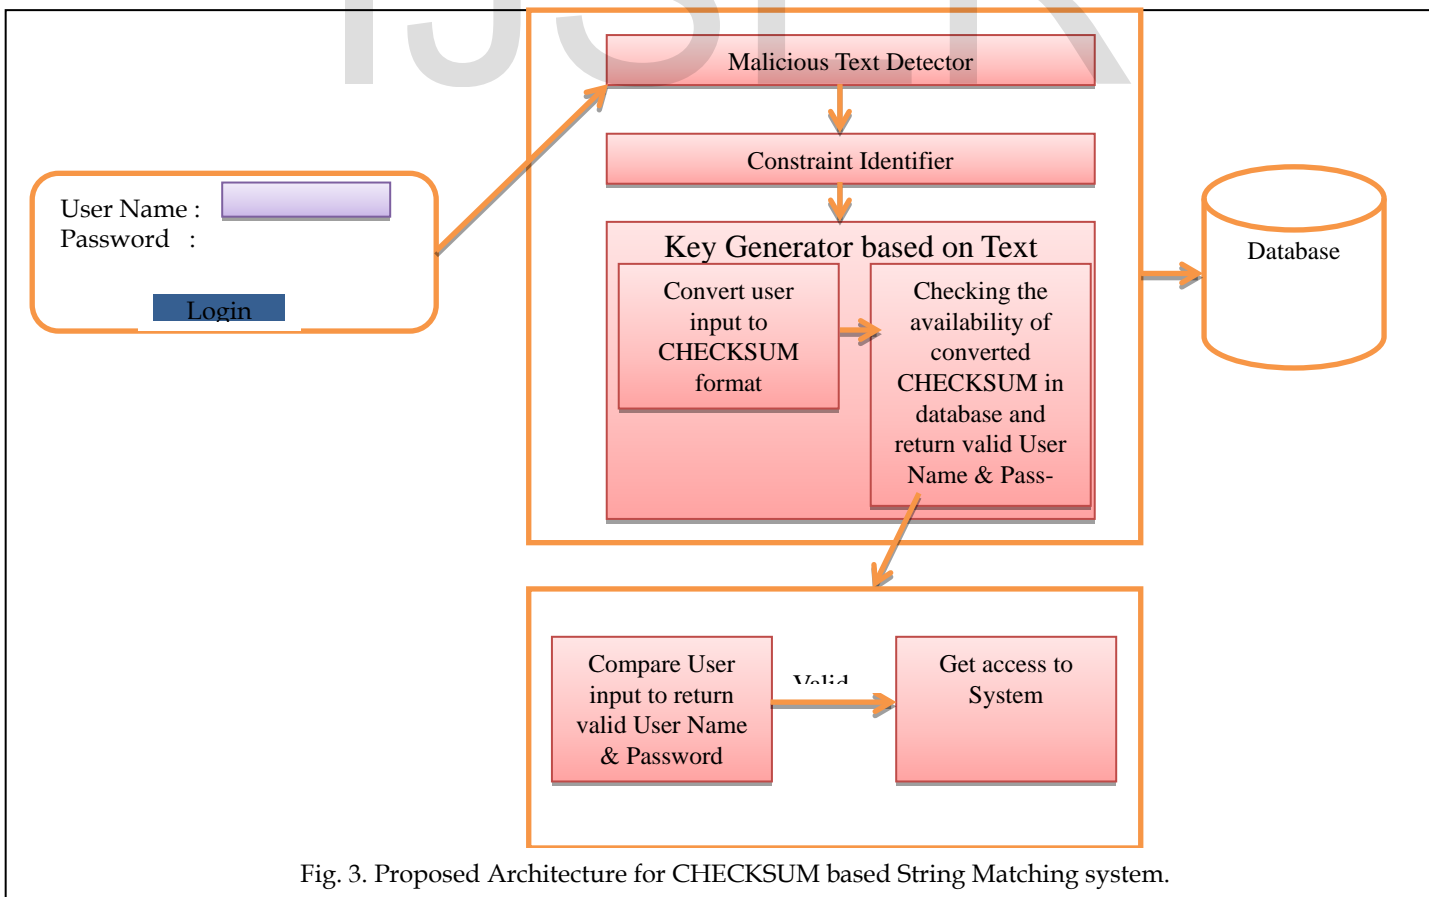 IJSER
Malicious Text Detector
Constraint Identifier
User Name :
Password :
Login
Key Generator based on Text
Convert user
input to
CHECKSUM
format
Checking the
availability of
converted
CHECKSUM in
database and
return valid User
Name & Pass-
Database
Compare User
input to return
valid User Name
& Password
Valid
Get access to
System
Fig. 3. Proposed Architecture for CHECKSUM based String Matching system.